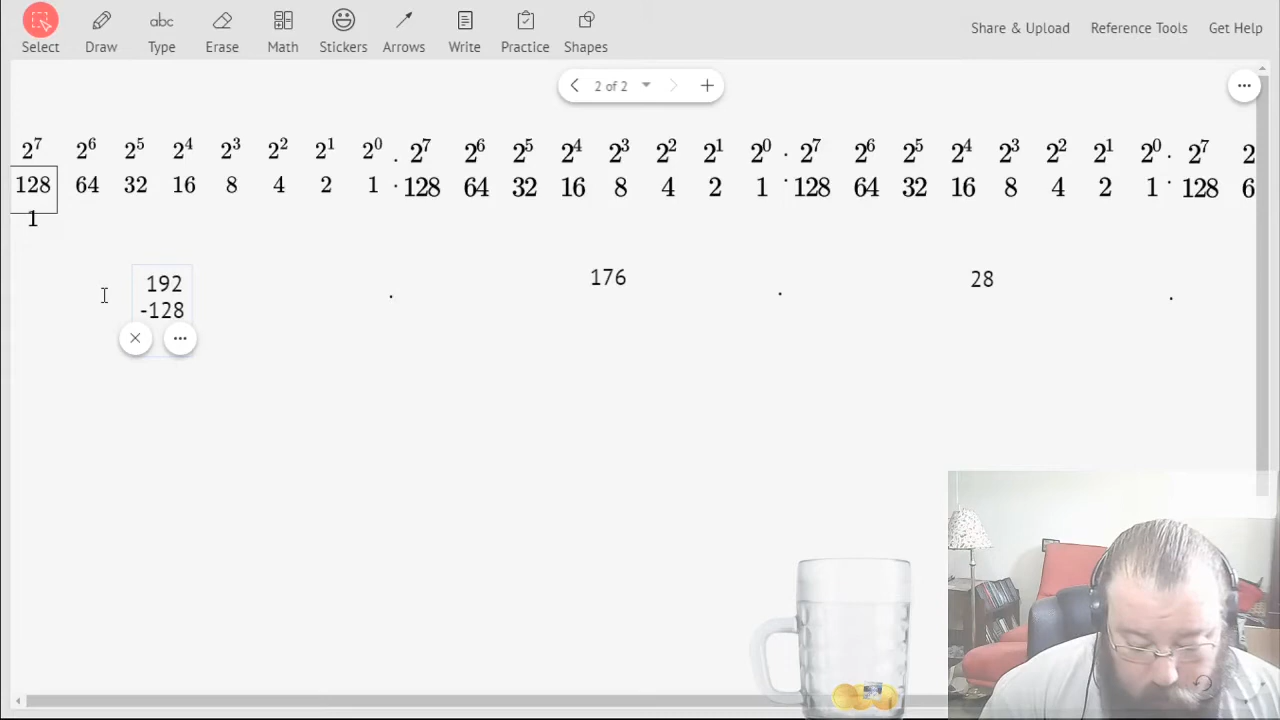 Select Draw Type Erase Math Stickers Arrows Write Practice Shapes Share & Upload Reference Tools Get Help
abc
2 of 2
2⁷ 2⁶ 2⁵ 2⁴ 2³ 2² 2¹ 2⁰ . 2⁷ 2⁶ 2⁵ 2⁴ 2³ 2² 2¹ 2⁰ . 2⁷ 2⁶ 2⁵ 2⁴ 2³ 2² 2¹ 2⁰ . 2⁷ 2
128 64 32 16 8 4 2 1 . 128 64 32 16 8 4 2 1 . 128 64 32 16 8 4 2 1 . 128 6
1
192 . 176 . 28 .
-128